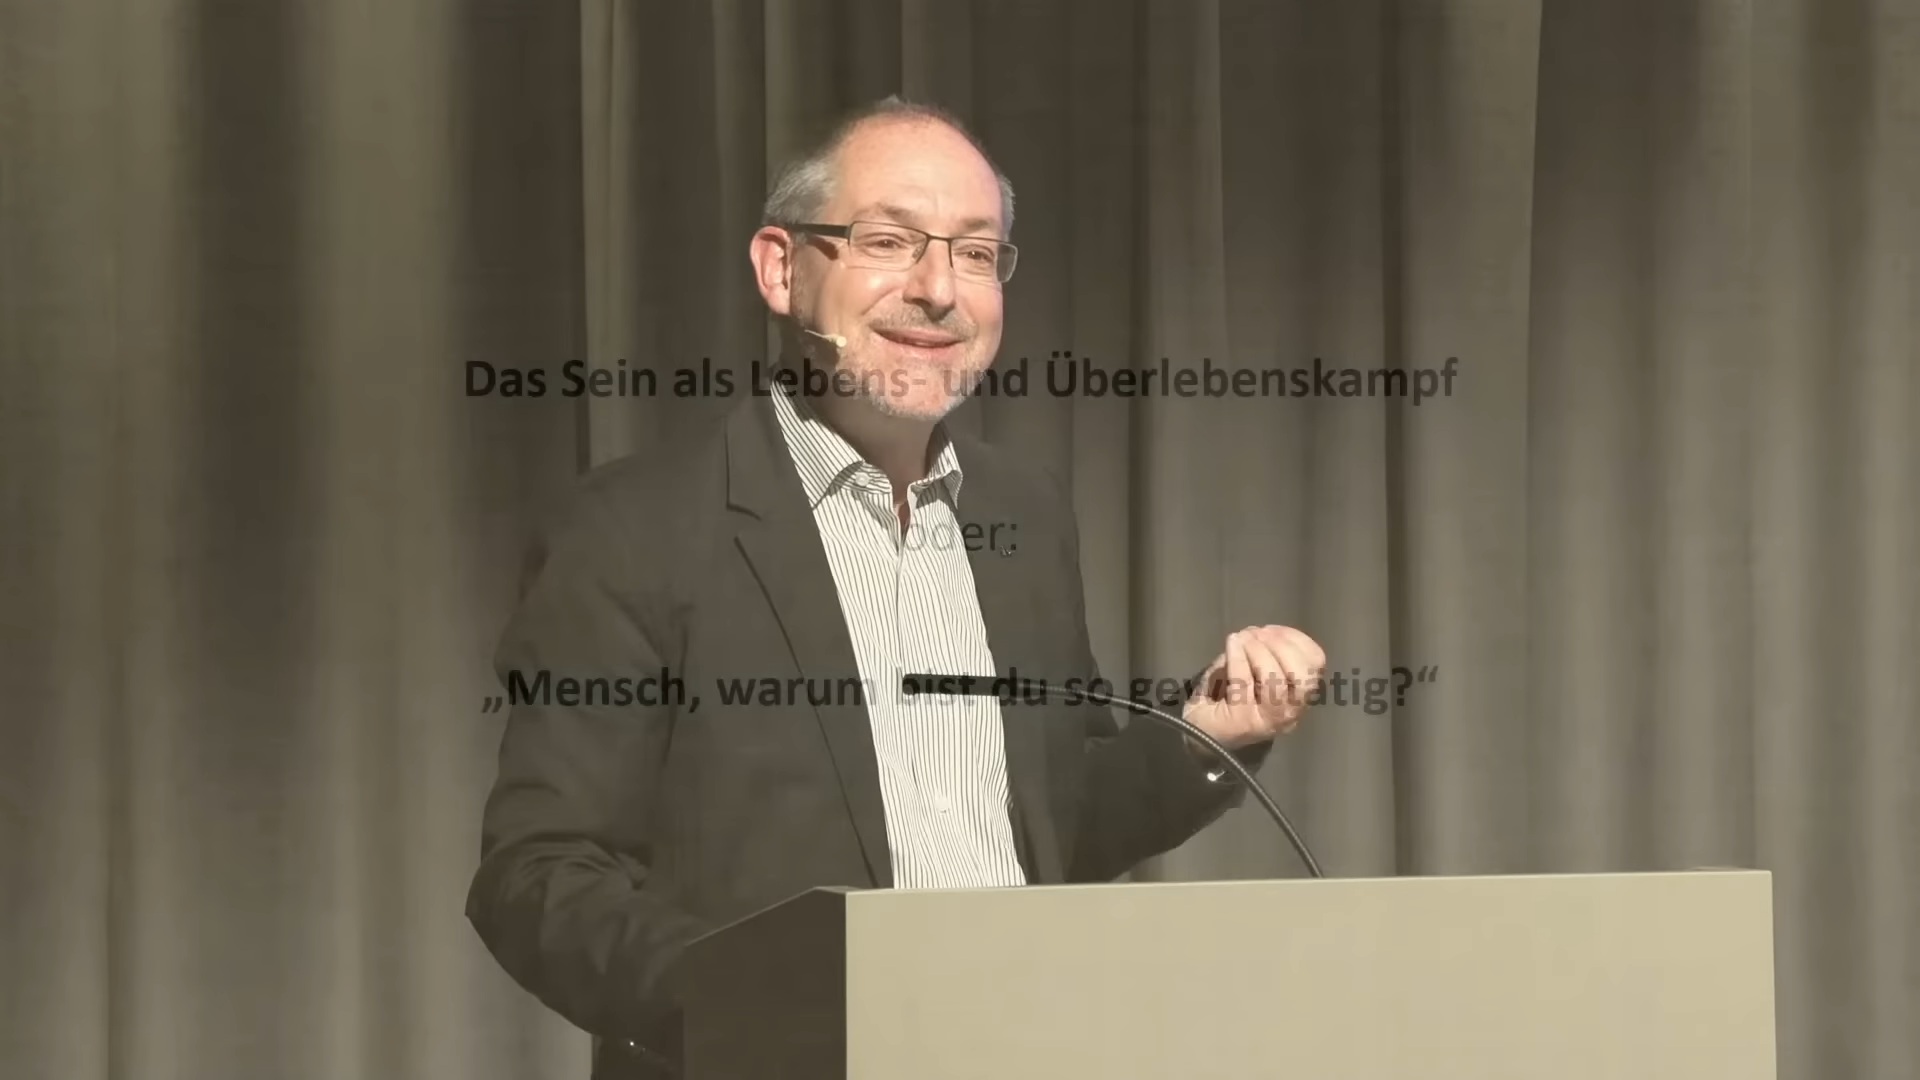 Das Sein als Lebens- und Überlebenskampf
oder:
„Mensch, warum bist du so gewalttätig?“